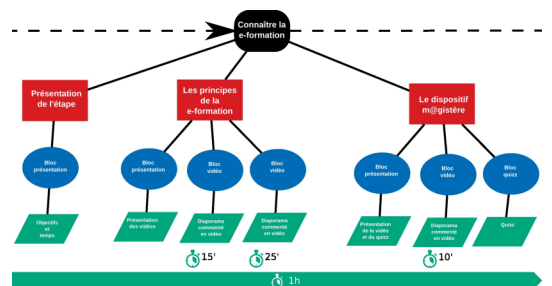 Connaître la
e-formation
Présentation
de l'étape
Les principes
de la
e-formation
Le dispositif
m@gistère
Bloc
présentation
Bloc
présentation
Bloc
vidéo
Bloc
vidéo
Bloc
présentation
Bloc
vidéo
Bloc
quizz
Objectifs
et
temps
Présentation
des vidéos
Diaporama
commenté
en vidéo
Diaporama
commenté
en vidéo
Présentation
de la vidéo
et du quizz
Diaporama
commenté
en vidéo
Quizz
15'
25'
10'
1h